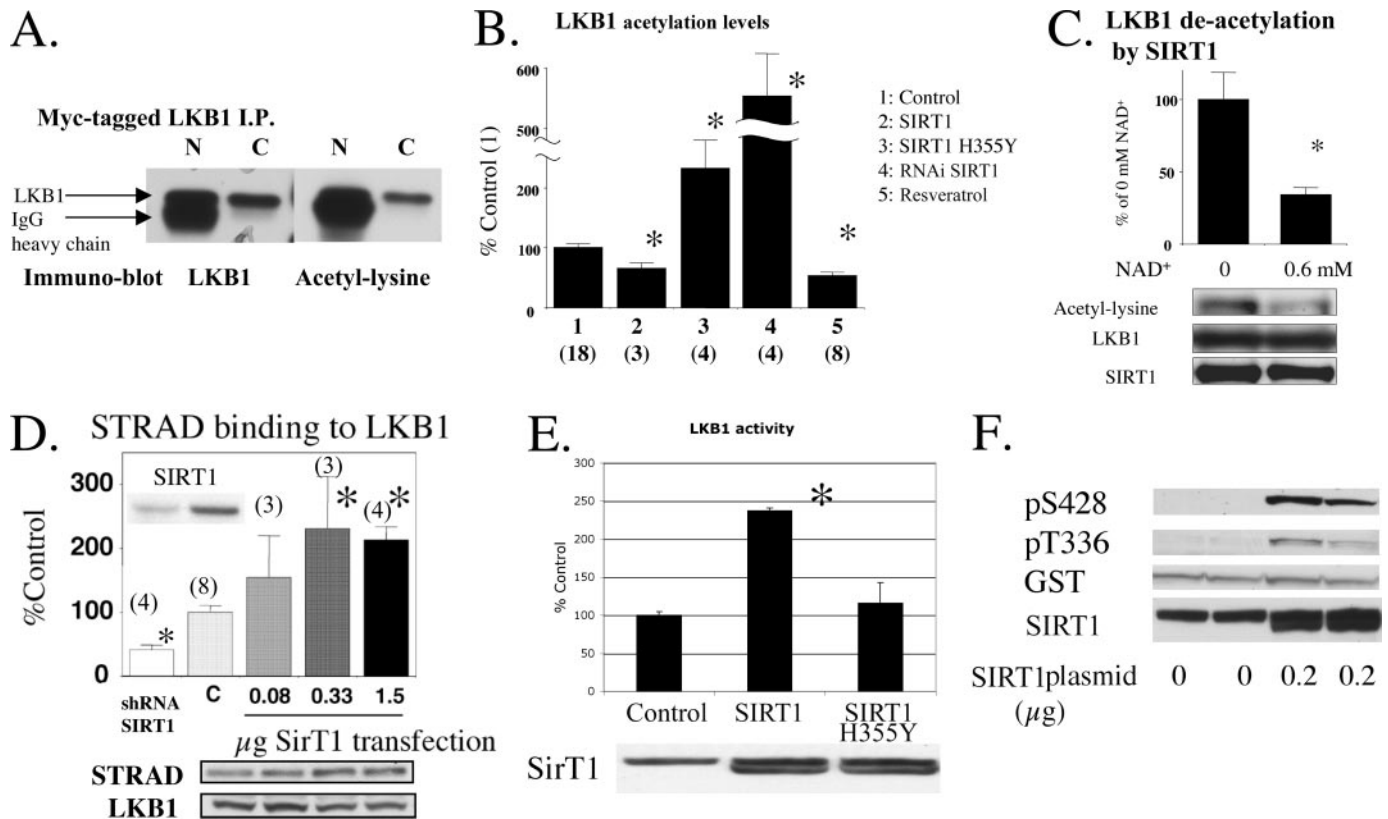 A.
Myc-tagged LKB1 I.P.
N C N C
LKB1
IgG
heavy chain
Immuno-blot LKB1 Acetyl-lysine
B.
LKB1 acetylation levels
% Control (1)
600
500
200
100
0
*
*
*
*
1 2 3 4 5
(18) (3) (4) (4) (8)
1: Control
2: SIRT1
3: SIRT1 H355Y
4: RNAi SIRT1
5: Resveratrol
C.
LKB1 de-acetylation
by SIRT1
% of 0 mM NAD+
100
50
0
*
NAD+ 0 0.6 mM
Acetyl-lysine
LKB1
SIRT1
D.
STRAD binding to LKB1
%Control
300
200
100
0
SIRT1
(4) (8) (3) (3) (4)
* * *
shRNA
SIRT1
C 0.08 0.33 1.5
µg SirT1 transfection
STRAD
LKB1
E.
LKB1 activity
% Control
300
250
200
150
100
50
0
*
Control SIRT1 SIRT1
H355Y
SirT1
F.
pS428
pT336
GST
SIRT1
SIRT1plasmid 0 0 0.2 0.2
(µg)